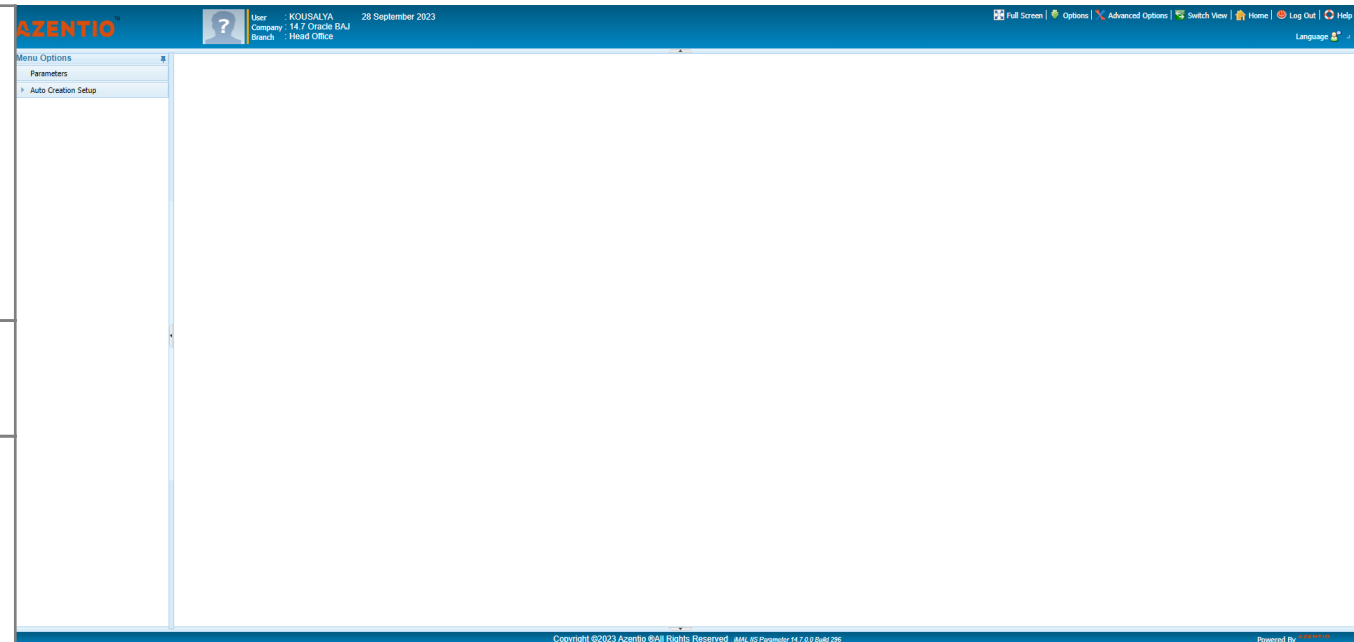 AZENTIO™
User : KOUSALYA 28 September 2023
Company : 14.7 Oracle BAJ
Branch : Head Office
Full Screen | Options | Advanced Options | Switch View | Home | Log Out | Help
Language
Menu Options
Parameters
Auto Creation Setup
Copyright ©2023 Azentio ®All Rights Reserved iMAL IIS Parameter 14.7.0.0 Build 296
Powered By AZENTIO